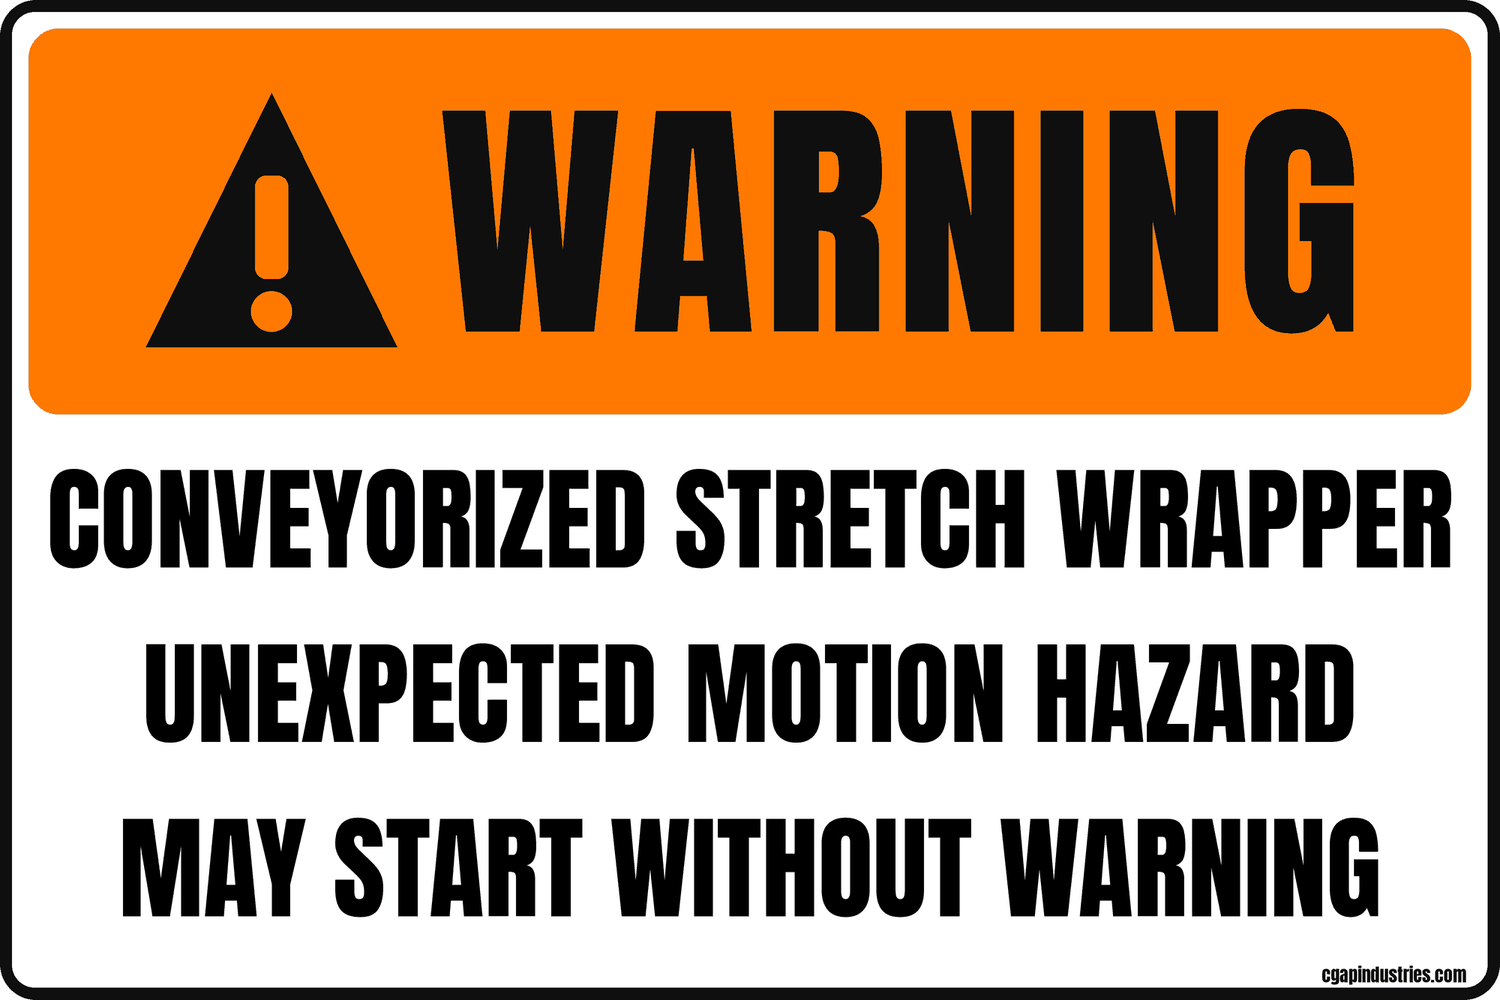 WARNING
CONVEYORIZED STRETCH WRAPPER
UNEXPECTED MOTION HAZARD
MAY START WITHOUT WARNING
cgapindustries.com